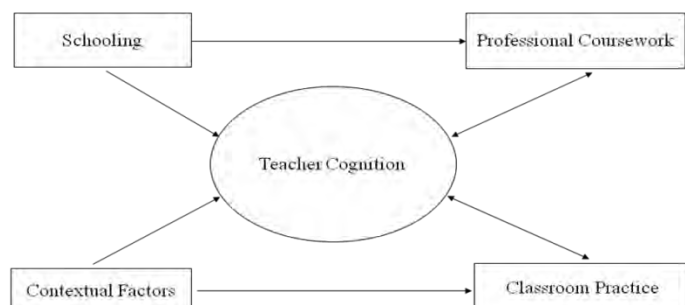 Schooling
Professional Coursework
Teacher Cognition
Contextual Factors
Classroom Practice